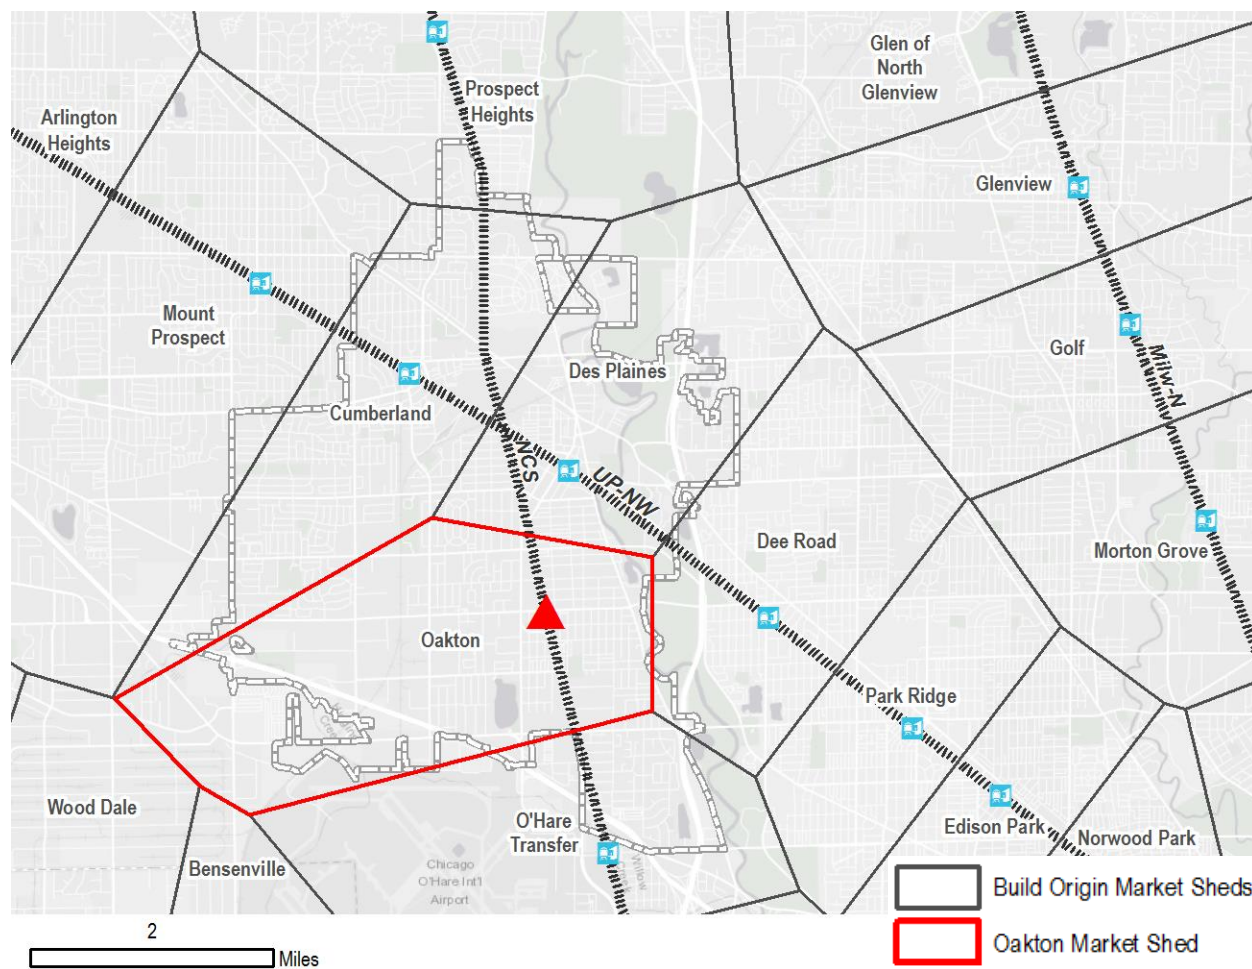 Glen of
North
Glenview
Prospect
Heights
Arlington
Heights
Glenview
Mount
Prospect
Golf
Milw-N
Des Plaines
Cumberland
NCS
UP-NW
Dee Road
Morton Grove
Oakton
Park Ridge
Wood Dale
O'Hare
Transfer
Edison Park
Norwood Park
Bensenville
Chicago
O'Hare Int'l
Airport
Willow
Creek
Build Origin Market Sheds
Oakton Market Shed
2
Miles